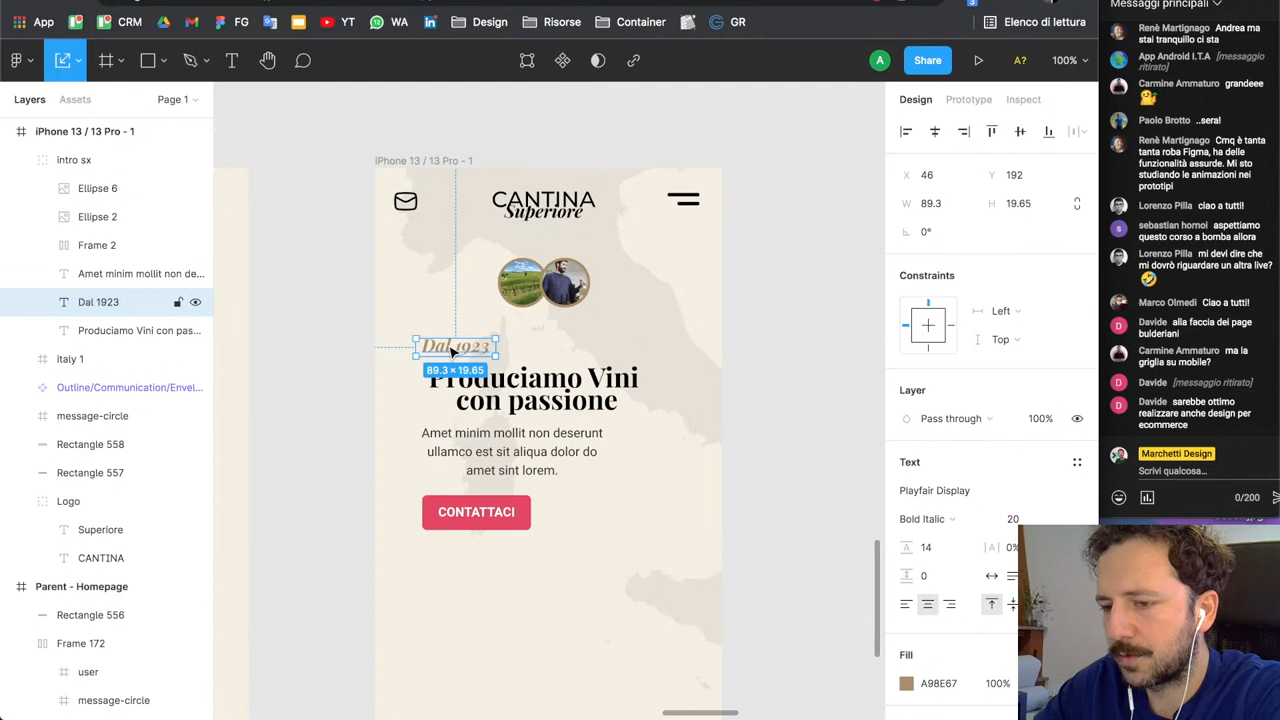 App
CRM
FG
YT
WA
Design
Risorse
Container
GR
Elenco di lettura
Messaggi principali
3
A
Share
A?
100%
Layers
Assets
Page 1
iPhone 13 / 13 Pro - 1
intro sx
Ellipse 6
Ellipse 2
Frame 2
Amet minim mollit non de...
Dal 1923
Produciamo Vini con pas...
italy 1
Outline/Communication/Envel...
message-circle
Rectangle 558
Rectangle 557
Logo
Superiore
CANTINA
Parent - Homepage
Rectangle 556
Frame 172
user
message-circle
iPhone 13 / 13 Pro - 1
CANTINA
Superiore
Dal 1923
89.3 × 19.65
Produciamo Vini
con passione
Amet minim mollit non deserunt
ullamco est sit aliqua dolor do
amet sint lorem.
CONTATTACI
Design
Prototype
Inspect
X 46
Y 192
W 89.3
H 19.65
0°
Constraints
Left
Top
Layer
Pass through
100%
Text
Playfair Display
Bold Italic
20
14
0%
0
Fill
A98E67
100%
Renè Martignago Andrea ma
stai tranquillo ci sta
App Android I.T.A [messaggio
ritirato]
Carmine Ammaturo grandeee
Paolo Brotto ..sera!
Renè Martignago Cmq è tanta
tanta roba Figma, ha delle
funzionalità assurde. Mi sto
studiando le animazioni nei
prototipi
Lorenzo Pilla ciao a tutti!
sebastian homoi aspettiamo
questo corso a bomba allora
Lorenzo Pilla mi devi dire che
mi dovrò riguardare un altra live?
Marco Olmedi Ciao a tutti!
Davide alla faccia dei page
bulderiani
Carmine Ammaturo ma la
griglia su mobile?
Davide [messaggio ritirato]
Davide sarebbe ottimo
realizzare anche design per
ecommerce
Marchetti Design
Scrivi qualcosa...
0/200